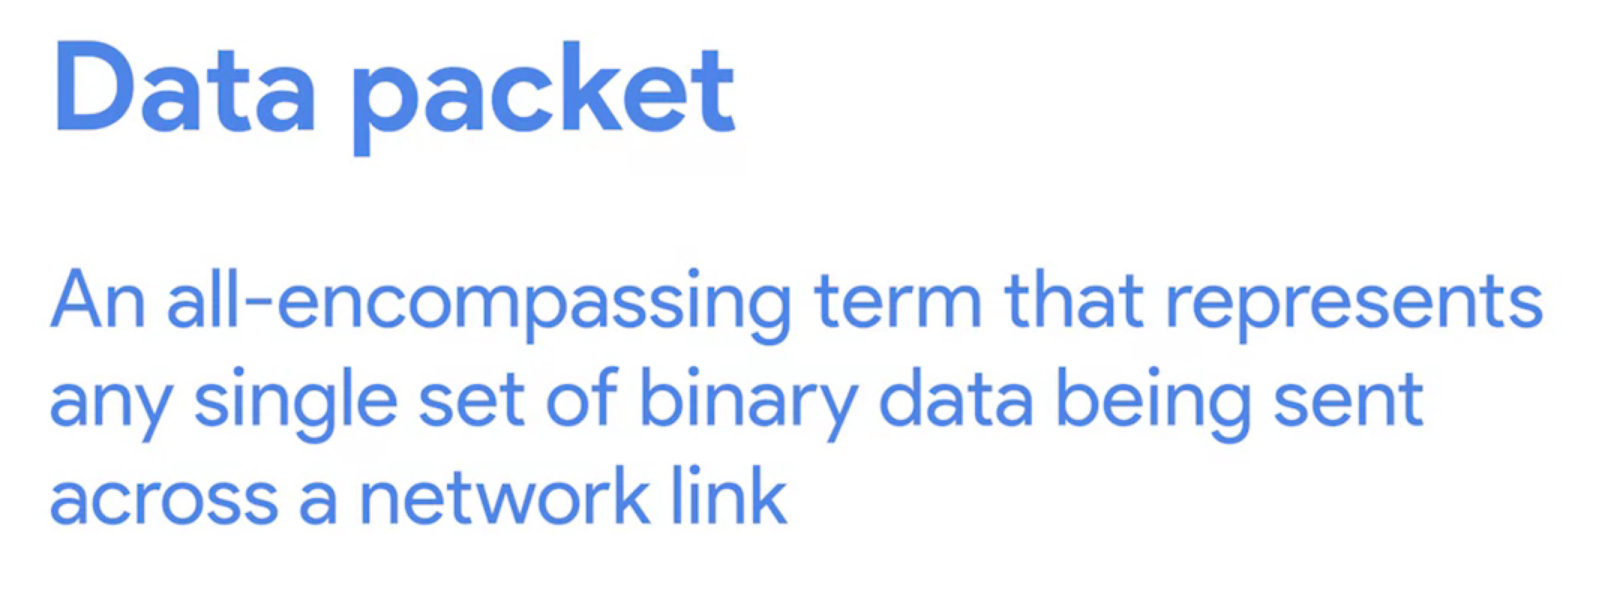 Data packet
An all-encompassing term that represents
any single set of binary data being sent
across a network link